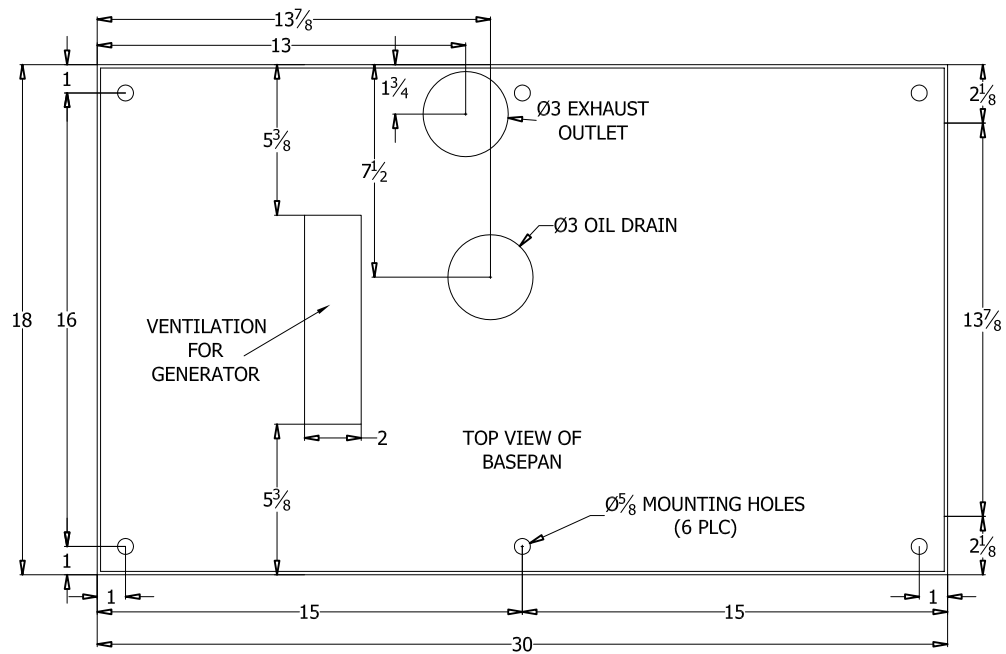 13⅞
13
1
1¾
2⅛
Ø3 EXHAUST
OUTLET
5⅜
7½
Ø3 OIL DRAIN
18
16
13⅞
VENTILATION
FOR
GENERATOR
2
TOP VIEW OF
BASEPAN
5⅜
Ø⅝ MOUNTING HOLES
(6 PLC)
2⅛
1
1
1
15
15
30